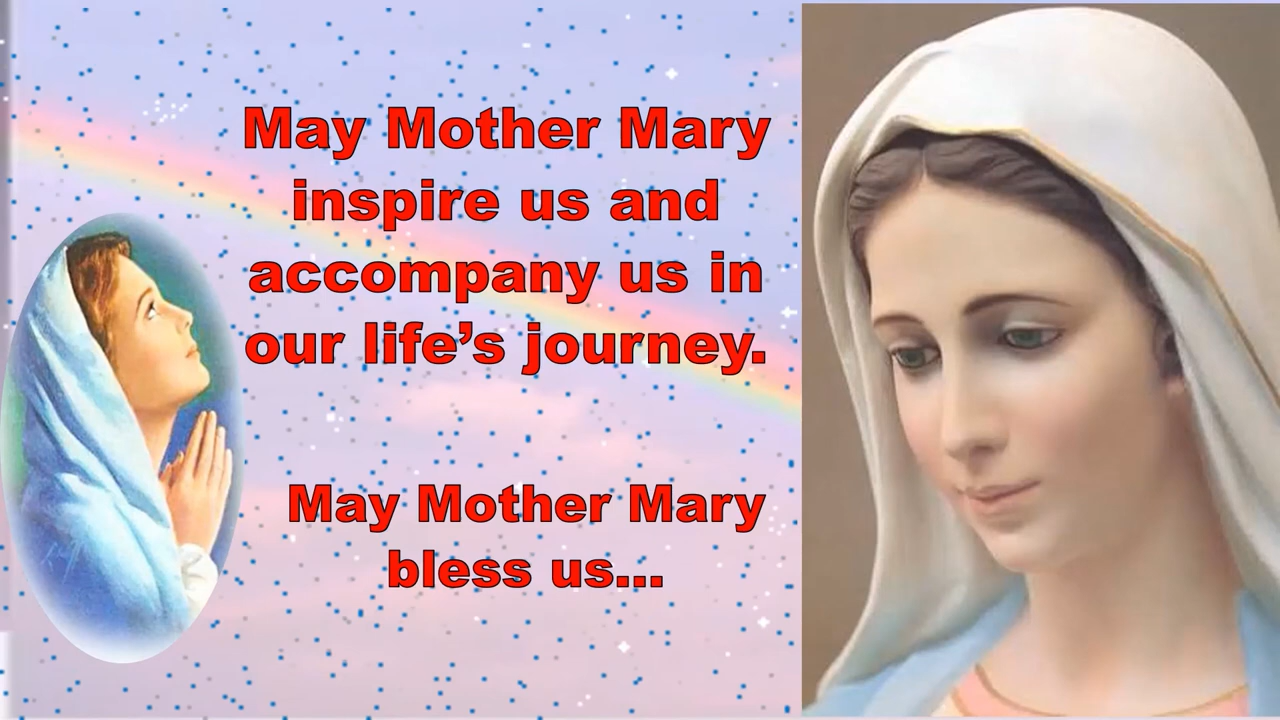 May Mother Mary
inspire us and
accompany us in
our life’s journey.
May Mother Mary
bless us...